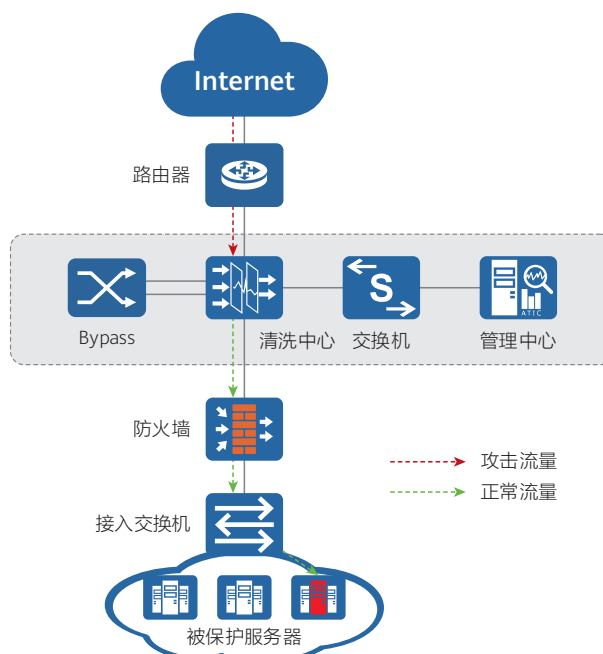 Internet
路由器
Bypass
清洗中心
S
交换机
ATIC
管理中心
防火墙
攻击流量
正常流量
接入交换机
被保护服务器